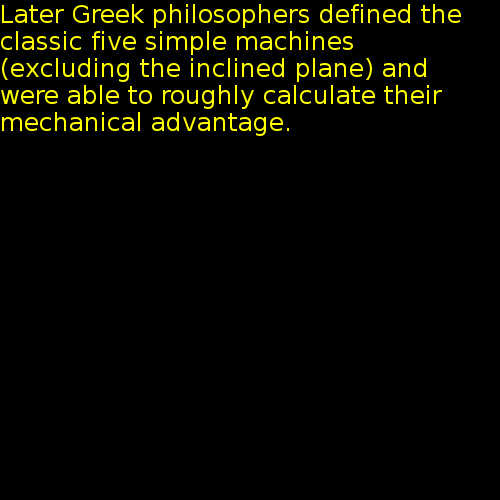 Later Greek philosophers defined the
classic five simple machines
(excluding the inclined plane) and
were able to roughly calculate their
mechanical advantage.